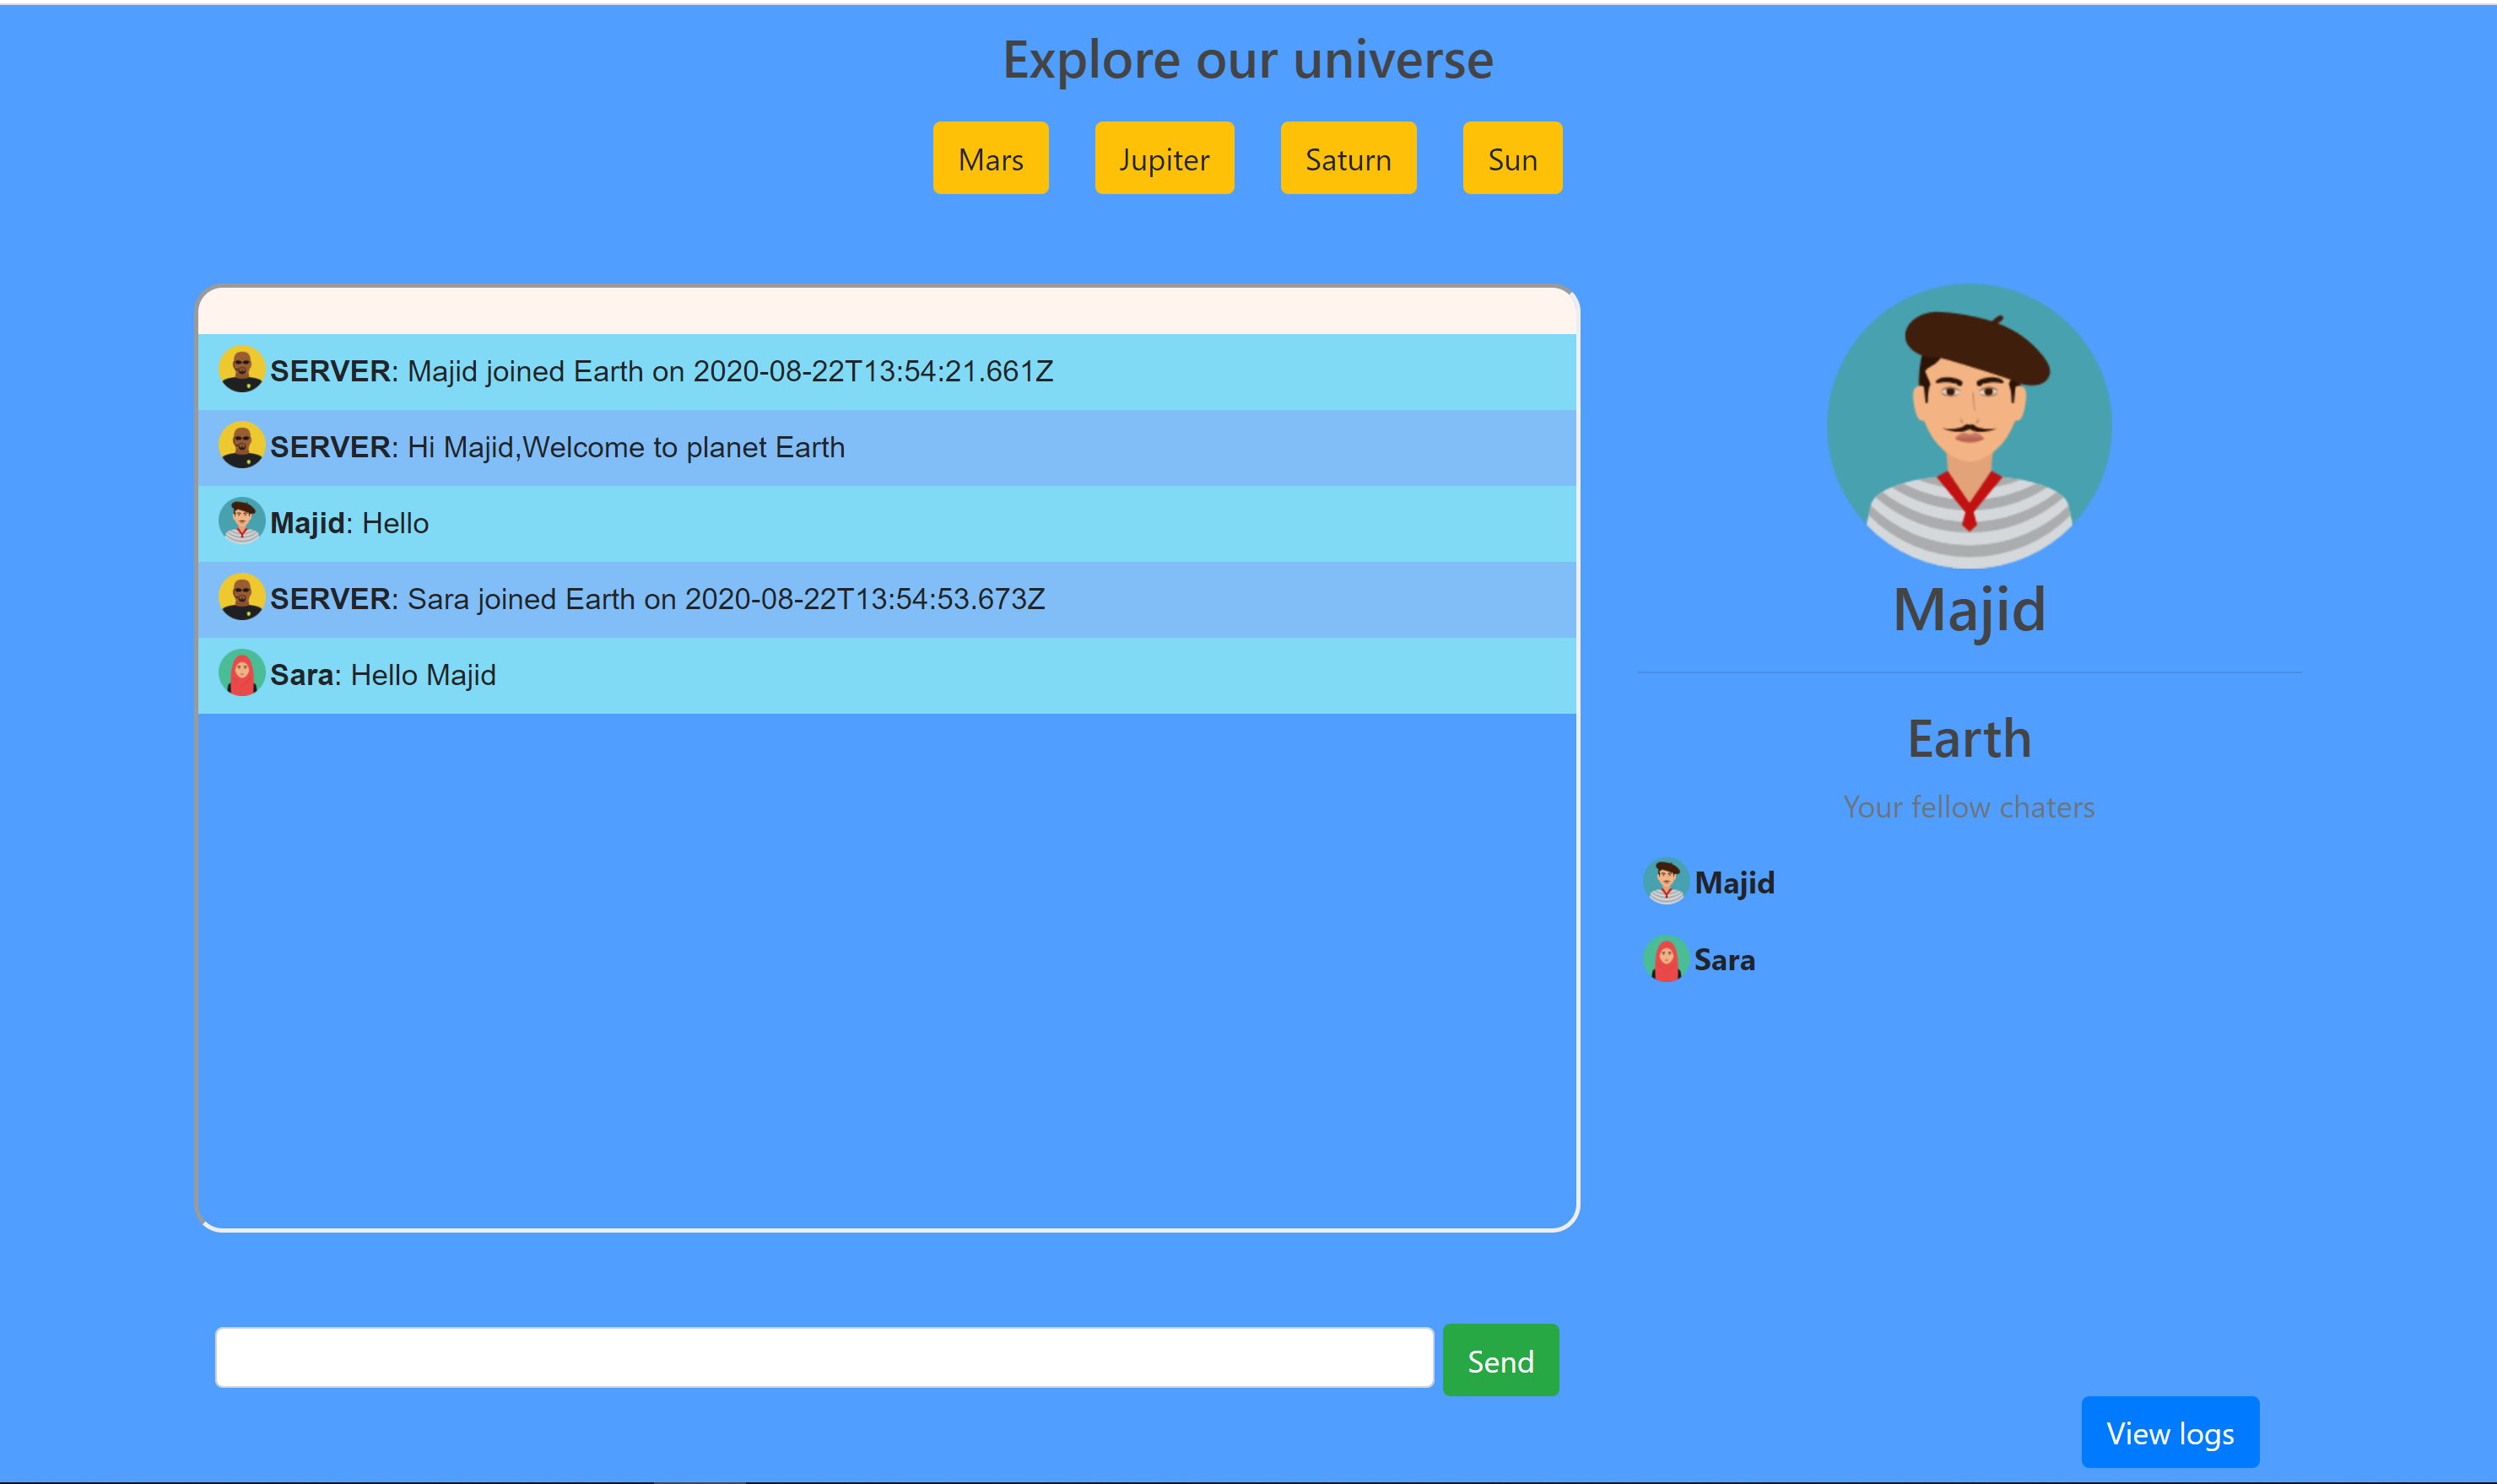 Explore our universe
Mars Jupiter Saturn Sun
SERVER: Majid joined Earth on 2020-08-22T13:54:21.661Z
SERVER: Hi Majid,Welcome to planet Earth
Majid: Hello
SERVER: Sara joined Earth on 2020-08-22T13:54:53.673Z
Sara: Hello Majid
Send
Majid
Earth
Your fellow chaters
Majid
Sara
View logs